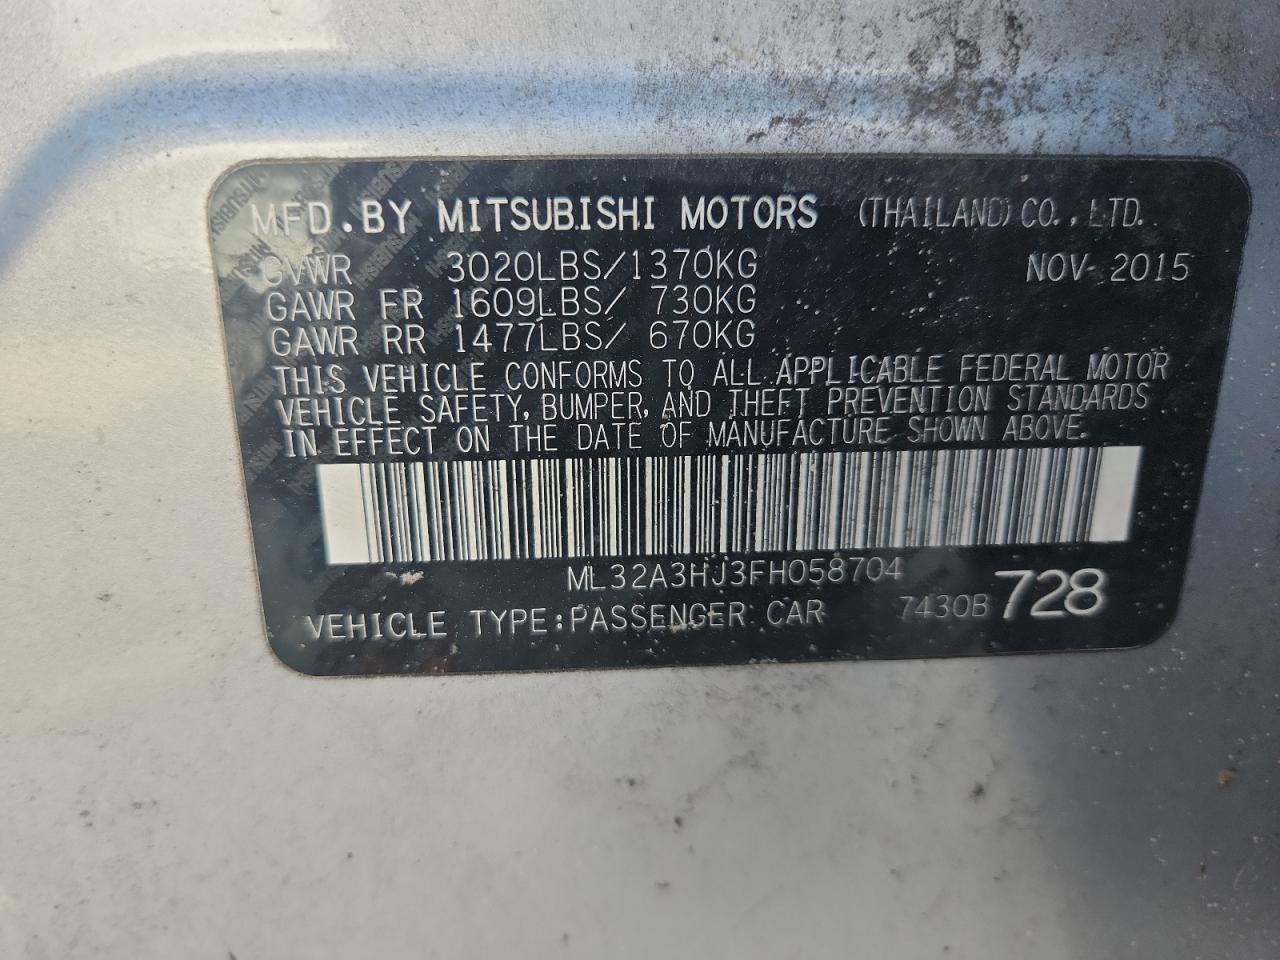 MFD.BY MITSUBISHI MOTORS (THAILAND)CO.,LTD.
GVWR 3020LBS/1370KG NOV 2015
GAWR FR 1609LBS/ 730KG
GAWR RR 1477LBS/ 670KG
THIS VEHICLE CONFORMS TO ALL APPLICABLE FEDERAL MOTOR
VEHICLE SAFETY, BUMPER, AND THEFT PREVENTION STANDARDS
IN EFFECT ON THE DATE OF MANUFACTURE SHOWN ABOVE.
ML32A3HJ3FH058704
VEHICLE TYPE:PASSENGER CAR 7430B 728